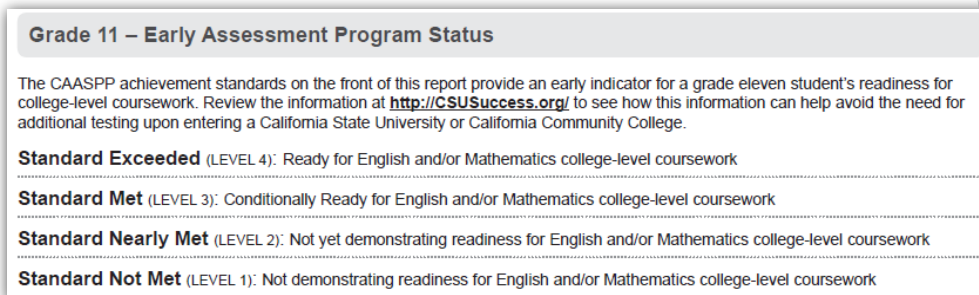 Grade 11 – Early Assessment Program Status
The CAASPP achievement standards on the front of this report provide an early indicator for a grade eleven student's readiness for
college-level coursework. Review the information at http://CSUSuccess.org/ to see how this information can help avoid the need for
additional testing upon entering a California State University or California Community College.
Standard Exceeded (LEVEL 4): Ready for English and/or Mathematics college-level coursework
Standard Met (LEVEL 3): Conditionally Ready for English and/or Mathematics college-level coursework
Standard Nearly Met (LEVEL 2): Not yet demonstrating readiness for English and/or Mathematics college-level coursework
Standard Not Met (LEVEL 1): Not demonstrating readiness for English and/or Mathematics college-level coursework